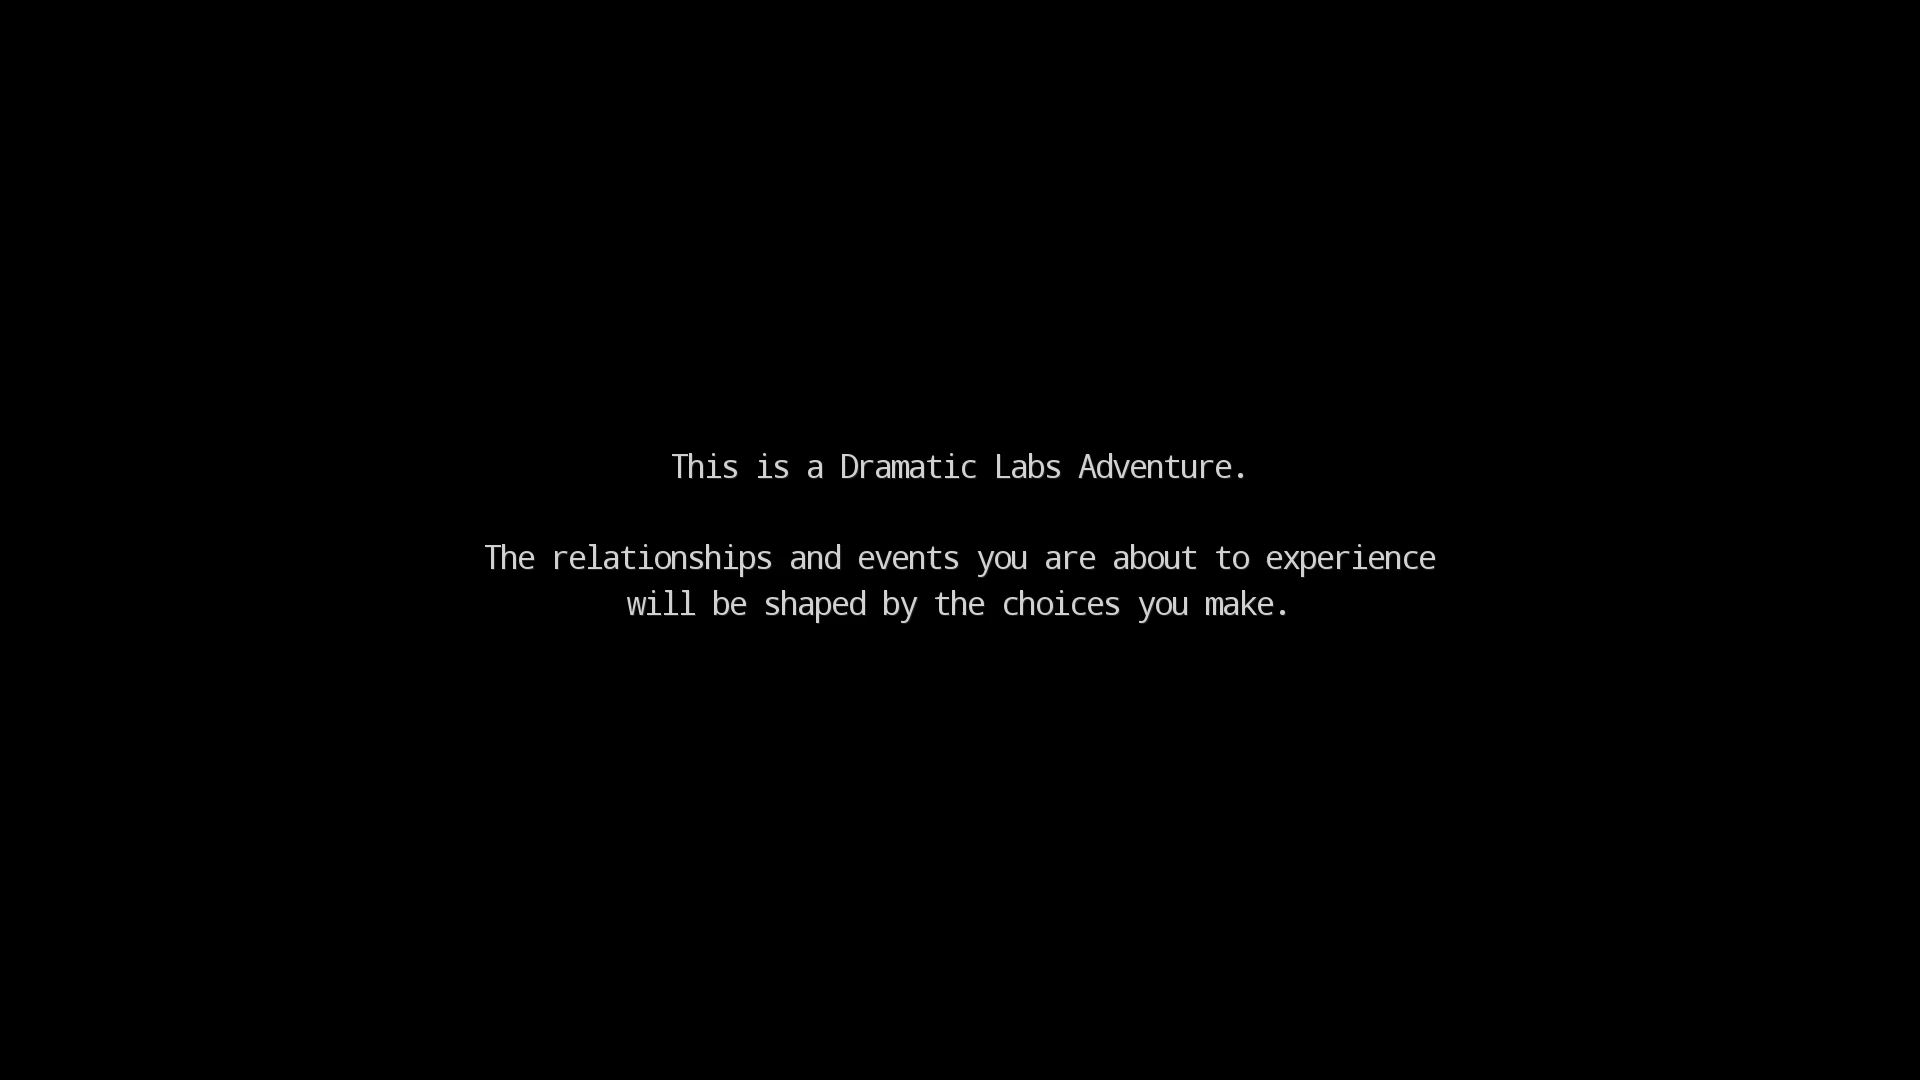 This is a Dramatic Labs Adventure.
The relationships and events you are about to experience
will be shaped by the choices you make.